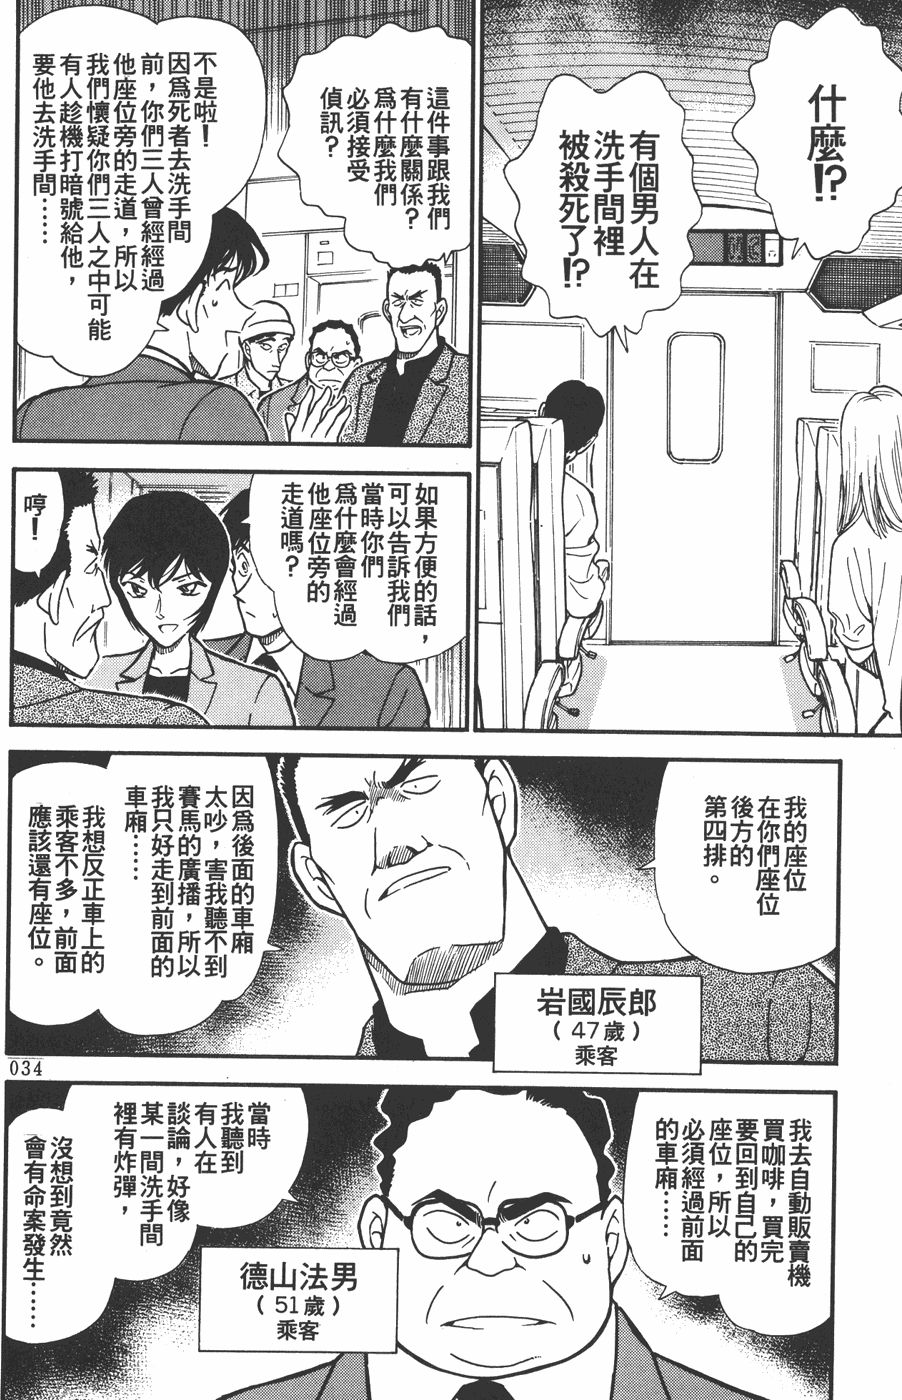 什麼!?
有個男人在
洗手間裡
被殺死了!?
這件事跟我們
有什麼關係?
為什麼我們
必須接受
偵訊?
不是啦!
因為死者去洗手間
前,你們三人曾經經過
他座位旁的走道,所以
我們懷疑你們三人之中可能
有人趁機打暗號給他,
要他去洗手間……
如果方便的話,
可以告訴我們
當時你們
為什麼會經過
他座位旁的
走道嗎?
哼!
我的座位
在你們座位
後方的
第四排。
因為後面的車廂
太吵,害我聽不到
賽馬的廣播,所以
我只好走到前面的
車廂……
我想反正車上的
乘客不多,前面
應該還有座位。
岩國辰郎
(47歲)
乘客
034
我去自動販賣機
買咖啡,買完
要回到自己的
座位,所以
必須經過前面
的車廂……
當時
我聽到
有人在
談論,好像
某一間洗手間
裡有炸彈,
沒想到竟然
會有命案發生……
德山法男
(51歲)
乘客